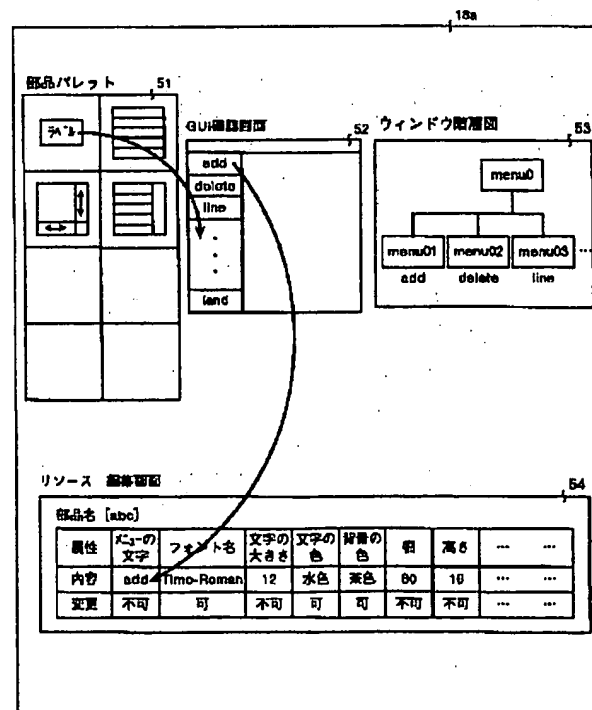 18a
部品パレット 51
ラベル
GUI確認画面 52
add
delete
line
land
ウィンドウ階層図 53
menu0
menu01 menu02 menu03 …
add delete line
リソース 編集画面 54
部品名 [abc]
属性 メニューの文字 フォント名 文字の大きさ 文字の色 背景の色 幅 高さ … …
内容 add Timo-Roman 12 水色 茶色 80 10 … …
変更 不可 可 不可 可 可 不可 不可 … …